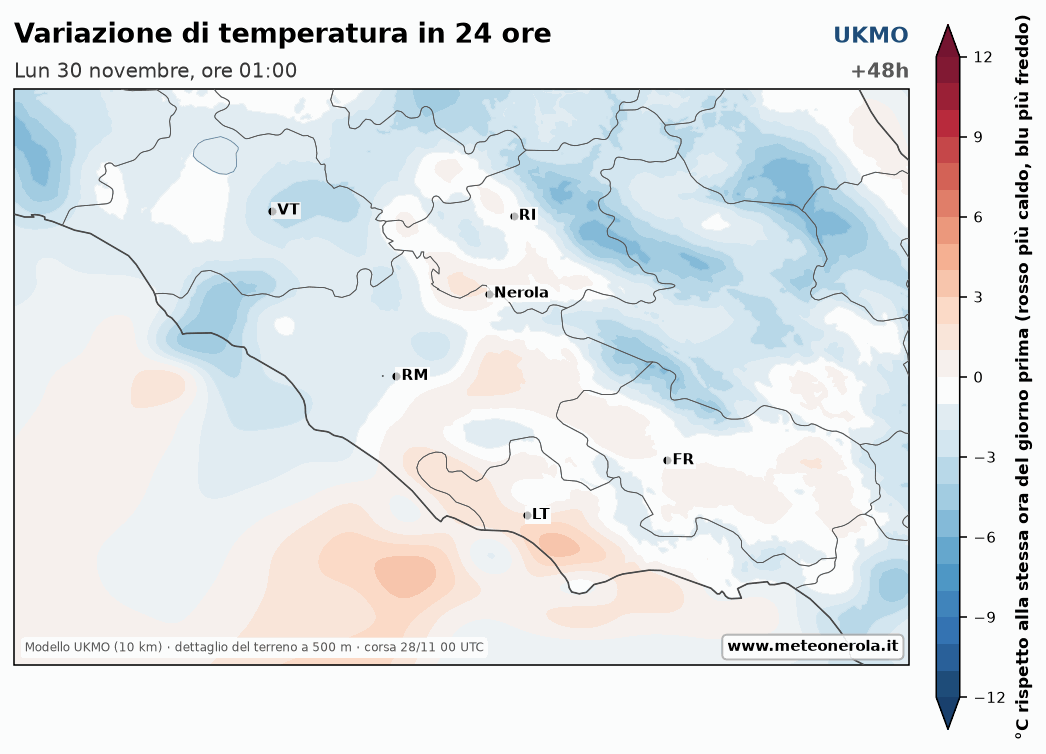 Variazione di temperatura in 24 ore
UKMO
Lun 30 novembre, ore 01:00
+48h
VT
RI
Nerola
RM
FR
LT
Modello UKMO (10 km) · dettaglio del terreno a 500 m · corsa 28/11 00 UTC
www.meteonerola.it
12
9
6
3
0
−3
−6
−9
−12
°C rispetto alla stessa ora del giorno prima (rosso più caldo, blu più freddo)